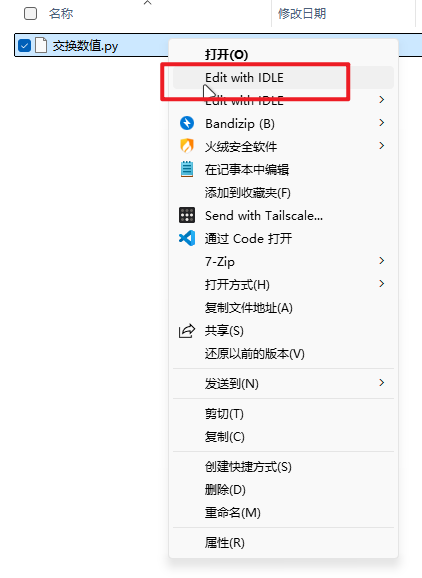 名称 修改日期
交换数值.py
打开(O)
Edit with IDLE
Edit with IDLE
Bandizip (B)
火绒安全软件
在记事本中编辑
添加到收藏夹(F)
Send with Tailscale...
通过 Code 打开
7-Zip
打开方式(H)
复制文件地址(A)
共享(S)
还原以前的版本(V)
发送到(N)
剪切(T)
复制(C)
创建快捷方式(S)
删除(D)
重命名(M)
属性(R)